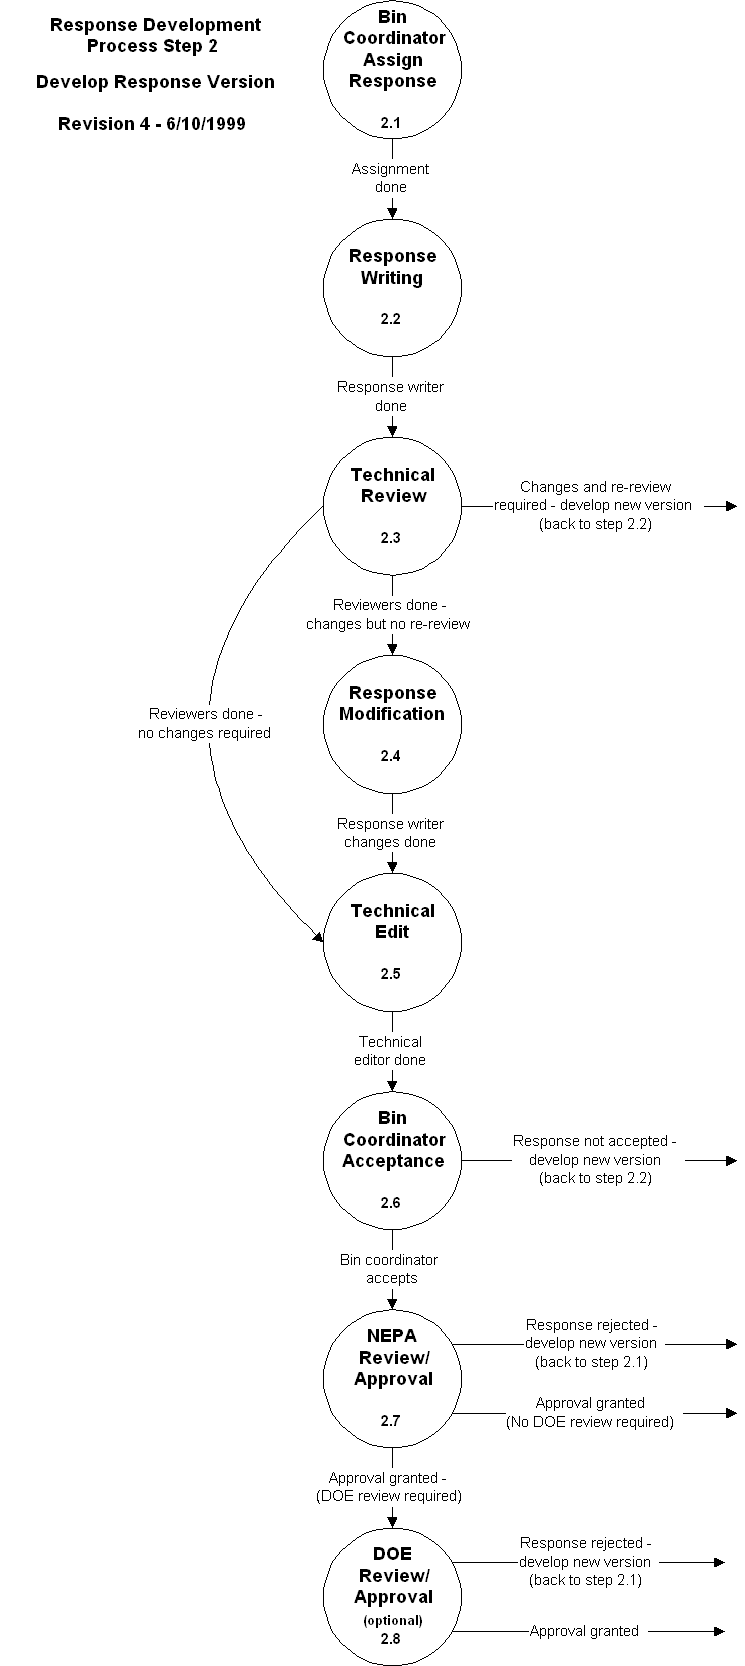 Response Development
Process Step 2
Develop Response Version
Revision 4 - 6/10/1999
Bin
Coordinator
Assign
Response
2.1
Assignment
done
Response
Writing
2.2
Response writer
done
Technical
Review
2.3
Changes and re-review
required - develop new version
(back to step 2.2)
Reviewers done -
changes but no re-review
Response
Modification
2.4
Reviewers done -
no changes required
Response writer
changes done
Technical
Edit
2.5
Technical
editor done
Bin
Coordinator
Acceptance
2.6
Response not accepted -
develop new version
(back to step 2.2)
Bin coordinator
accepts
NEPA
Review/
Approval
2.7
Response rejected -
develop new version
(back to step 2.1)
Approval granted
(No DOE review required)
Approval granted -
(DOE review required)
DOE
Review/
Approval
(optional)
2.8
Response rejected -
develop new version
(back to step 2.1)
Approval granted